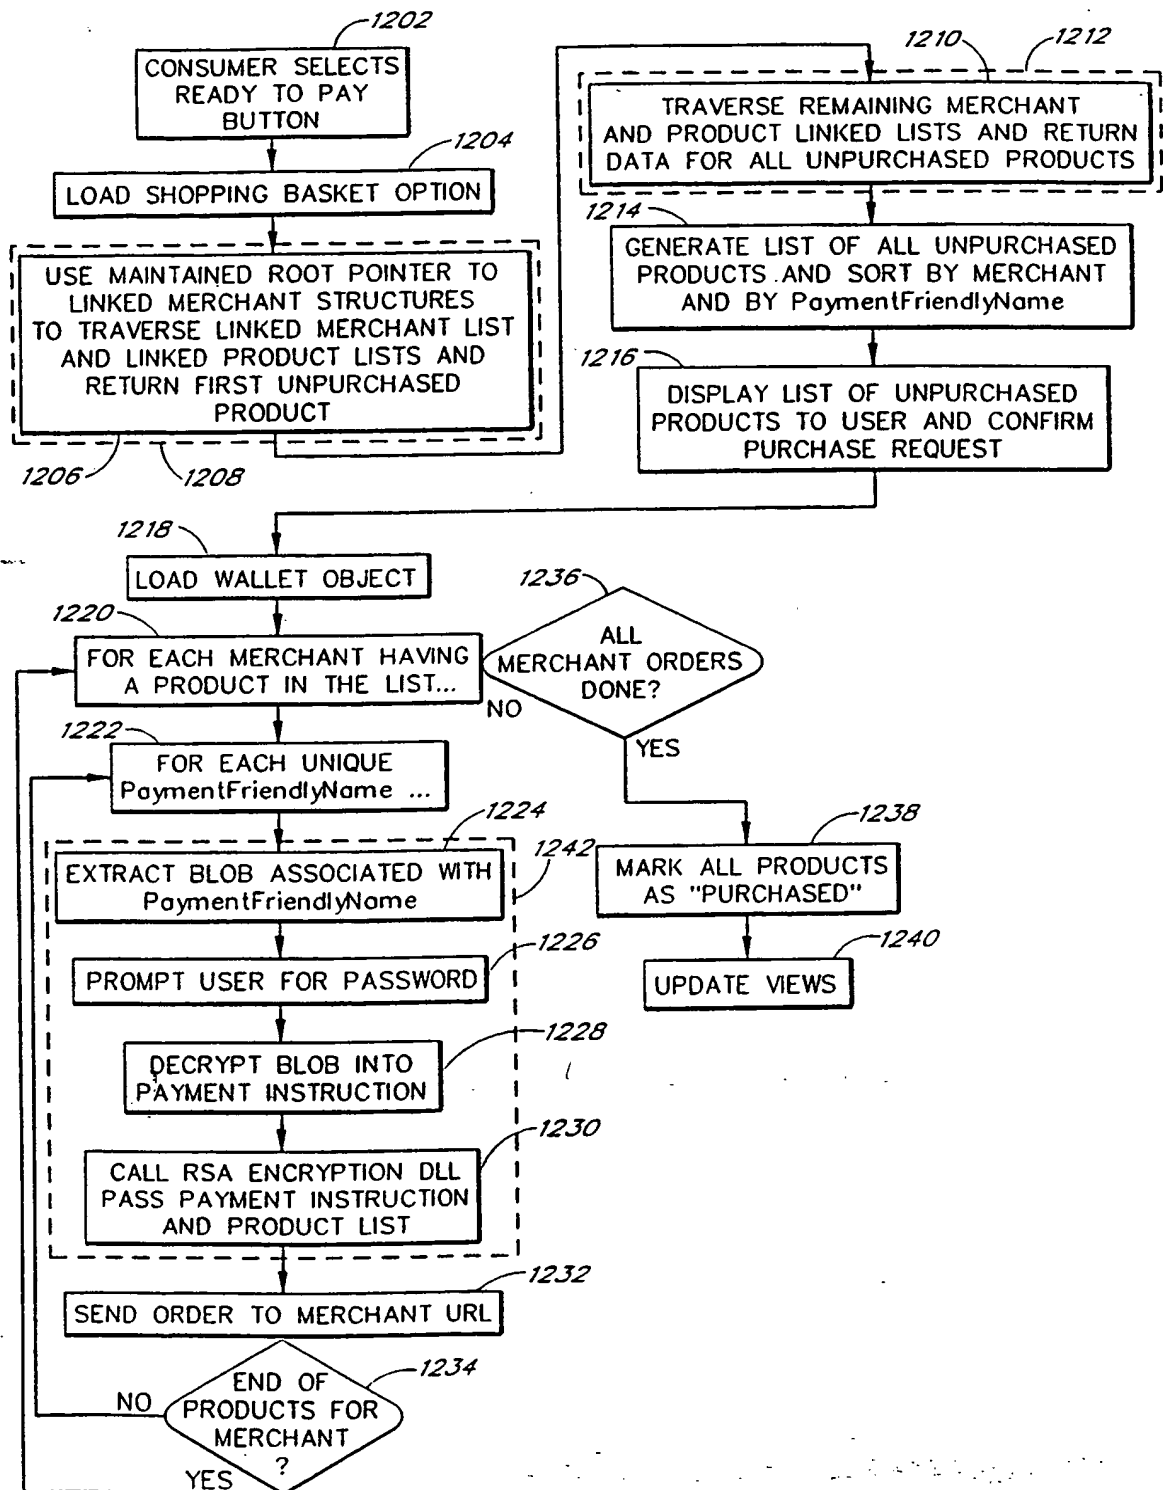 1202
CONSUMER SELECTS
READY TO PAY
BUTTON
1204
LOAD SHOPPING BASKET OPTION
USE MAINTAINED ROOT POINTER TO
LINKED MERCHANT STRUCTURES
TO TRAVERSE LINKED MERCHANT LIST
AND LINKED PRODUCT LISTS AND
RETURN FIRST UNPURCHASED
PRODUCT
1206
1208
1210
1212
TRAVERSE REMAINING MERCHANT
AND PRODUCT LINKED LISTS AND RETURN
DATA FOR ALL UNPURCHASED PRODUCTS
1214
GENERATE LIST OF ALL UNPURCHASED
PRODUCTS AND SORT BY MERCHANT
AND BY PaymentFriendlyName
1216
DISPLAY LIST OF UNPURCHASED
PRODUCTS TO USER AND CONFIRM
PURCHASE REQUEST
1218
LOAD WALLET OBJECT
1220
FOR EACH MERCHANT HAVING
A PRODUCT IN THE LIST...
1236
ALL
MERCHANT ORDERS
DONE?
NO
YES
1222
FOR EACH UNIQUE
PaymentFriendlyName ...
1224
1242
EXTRACT BLOB ASSOCIATED WITH
PaymentFriendlyName
1226
PROMPT USER FOR PASSWORD
1228
DECRYPT BLOB INTO
PAYMENT INSTRUCTION
1230
CALL RSA ENCRYPTION DLL
PASS PAYMENT INSTRUCTION
AND PRODUCT LIST
1232
SEND ORDER TO MERCHANT URL
1234
END OF
PRODUCTS FOR
MERCHANT
?
NO
YES
1238
MARK ALL PRODUCTS
AS "PURCHASED"
1240
UPDATE VIEWS